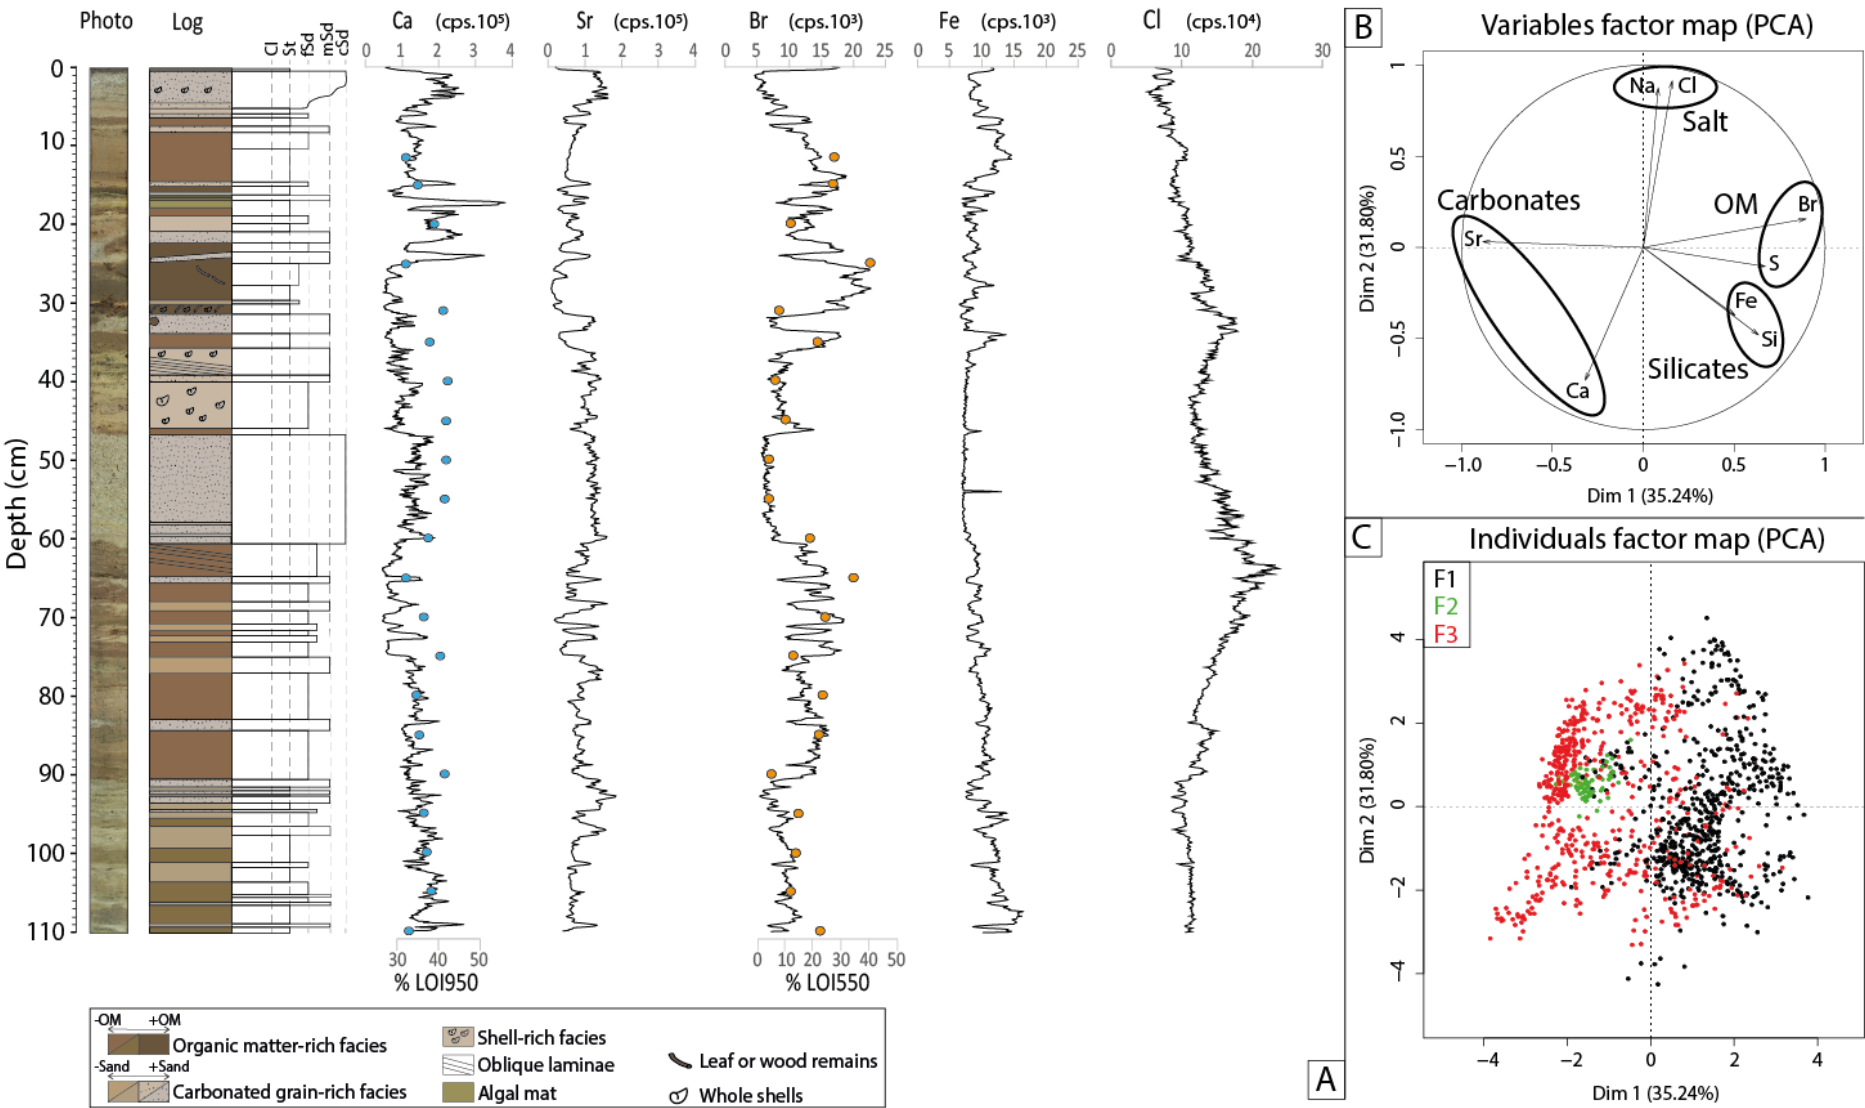 Photo Log Ca (cps.10⁵) Sr (cps.10⁵) Br (cps.10³) Fe (cps.10³) Cl (cps.10⁴)
Cl St fSd mSd cSd
0 1 2 3 4 0 1 2 3 4 0 5 10 15 20 25 5 10 15 20 25 0 10 20 30
Depth (cm)
0
10
20
30
40
50
60
70
80
90
100
110
30 40 50
% LOI950
0 10 20 30 40 50
% LOI550
-OM +OM
Organic matter-rich facies
-Sand +Sand
Carbonated grain-rich facies
Shell-rich facies
Oblique laminae
Algal mat
Leaf or wood remains
Whole shells
A
B
Variables factor map (PCA)
Na Cl
Salt
Carbonates
Sr
OM
Br
S
Fe
Si
Silicates
Ca
Dim 2 (31.80%)
1
0.5
0
−0.5
−1.0
−1.0 −0.5 0 0.5 1
Dim 1 (35.24%)
C
Individuals factor map (PCA)
F1
F2
F3
Dim 2 (31.80%)
4
2
0
−2
−4
−4 −2 0 2 4
Dim 1 (35.24%)